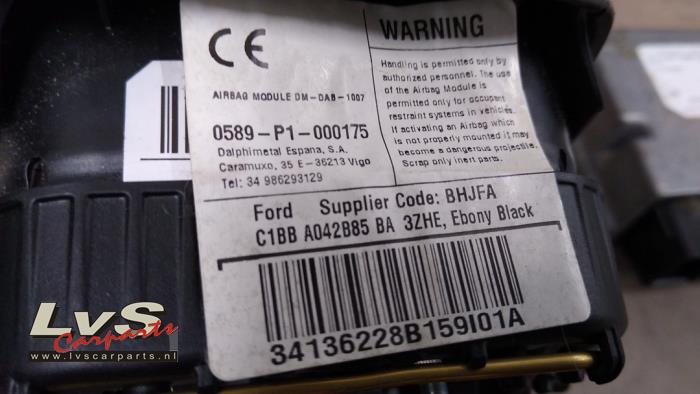 CE
AIRBAG MODULE DM-DAB-1007
0589-P1-000175
Dalphimetal Espana, S.A.
Caramuxo, 35 E-36213 Vigo
Tel: 34 986293129
WARNING
Handling is permitted only by
authorized personnel. The use
of the Airbag Module is
permitted only for occupant
restraint systems in vehicles.
If activating an Airbag which
is not properly mounted it may
become a dangerous projectile.
Scrap only inert parts.
Ford Supplier Code: BHJFA
C1BB A042B85 BA 3ZHE, Ebony Black
34136228B159I01A
LvS
Carparts
www.lvscarparts.nl